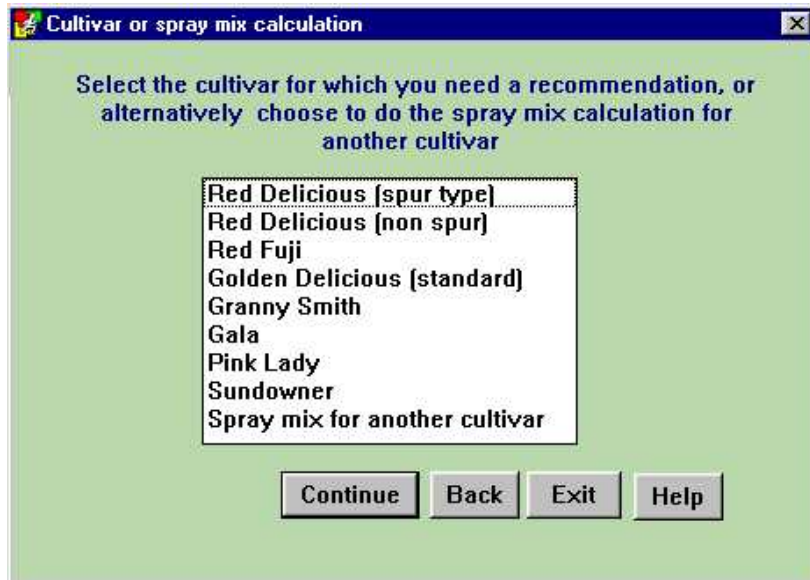 Cultivar or spray mix calculation
Select the cultivar for which you need a recommendation, or
alternatively choose to do the spray mix calculation for
another cultivar
Red Delicious (spur type)
Red Delicious (non spur)
Red Fuji
Golden Delicious (standard)
Granny Smith
Gala
Pink Lady
Sundowner
Spray mix for another cultivar
Continue Back Exit Help